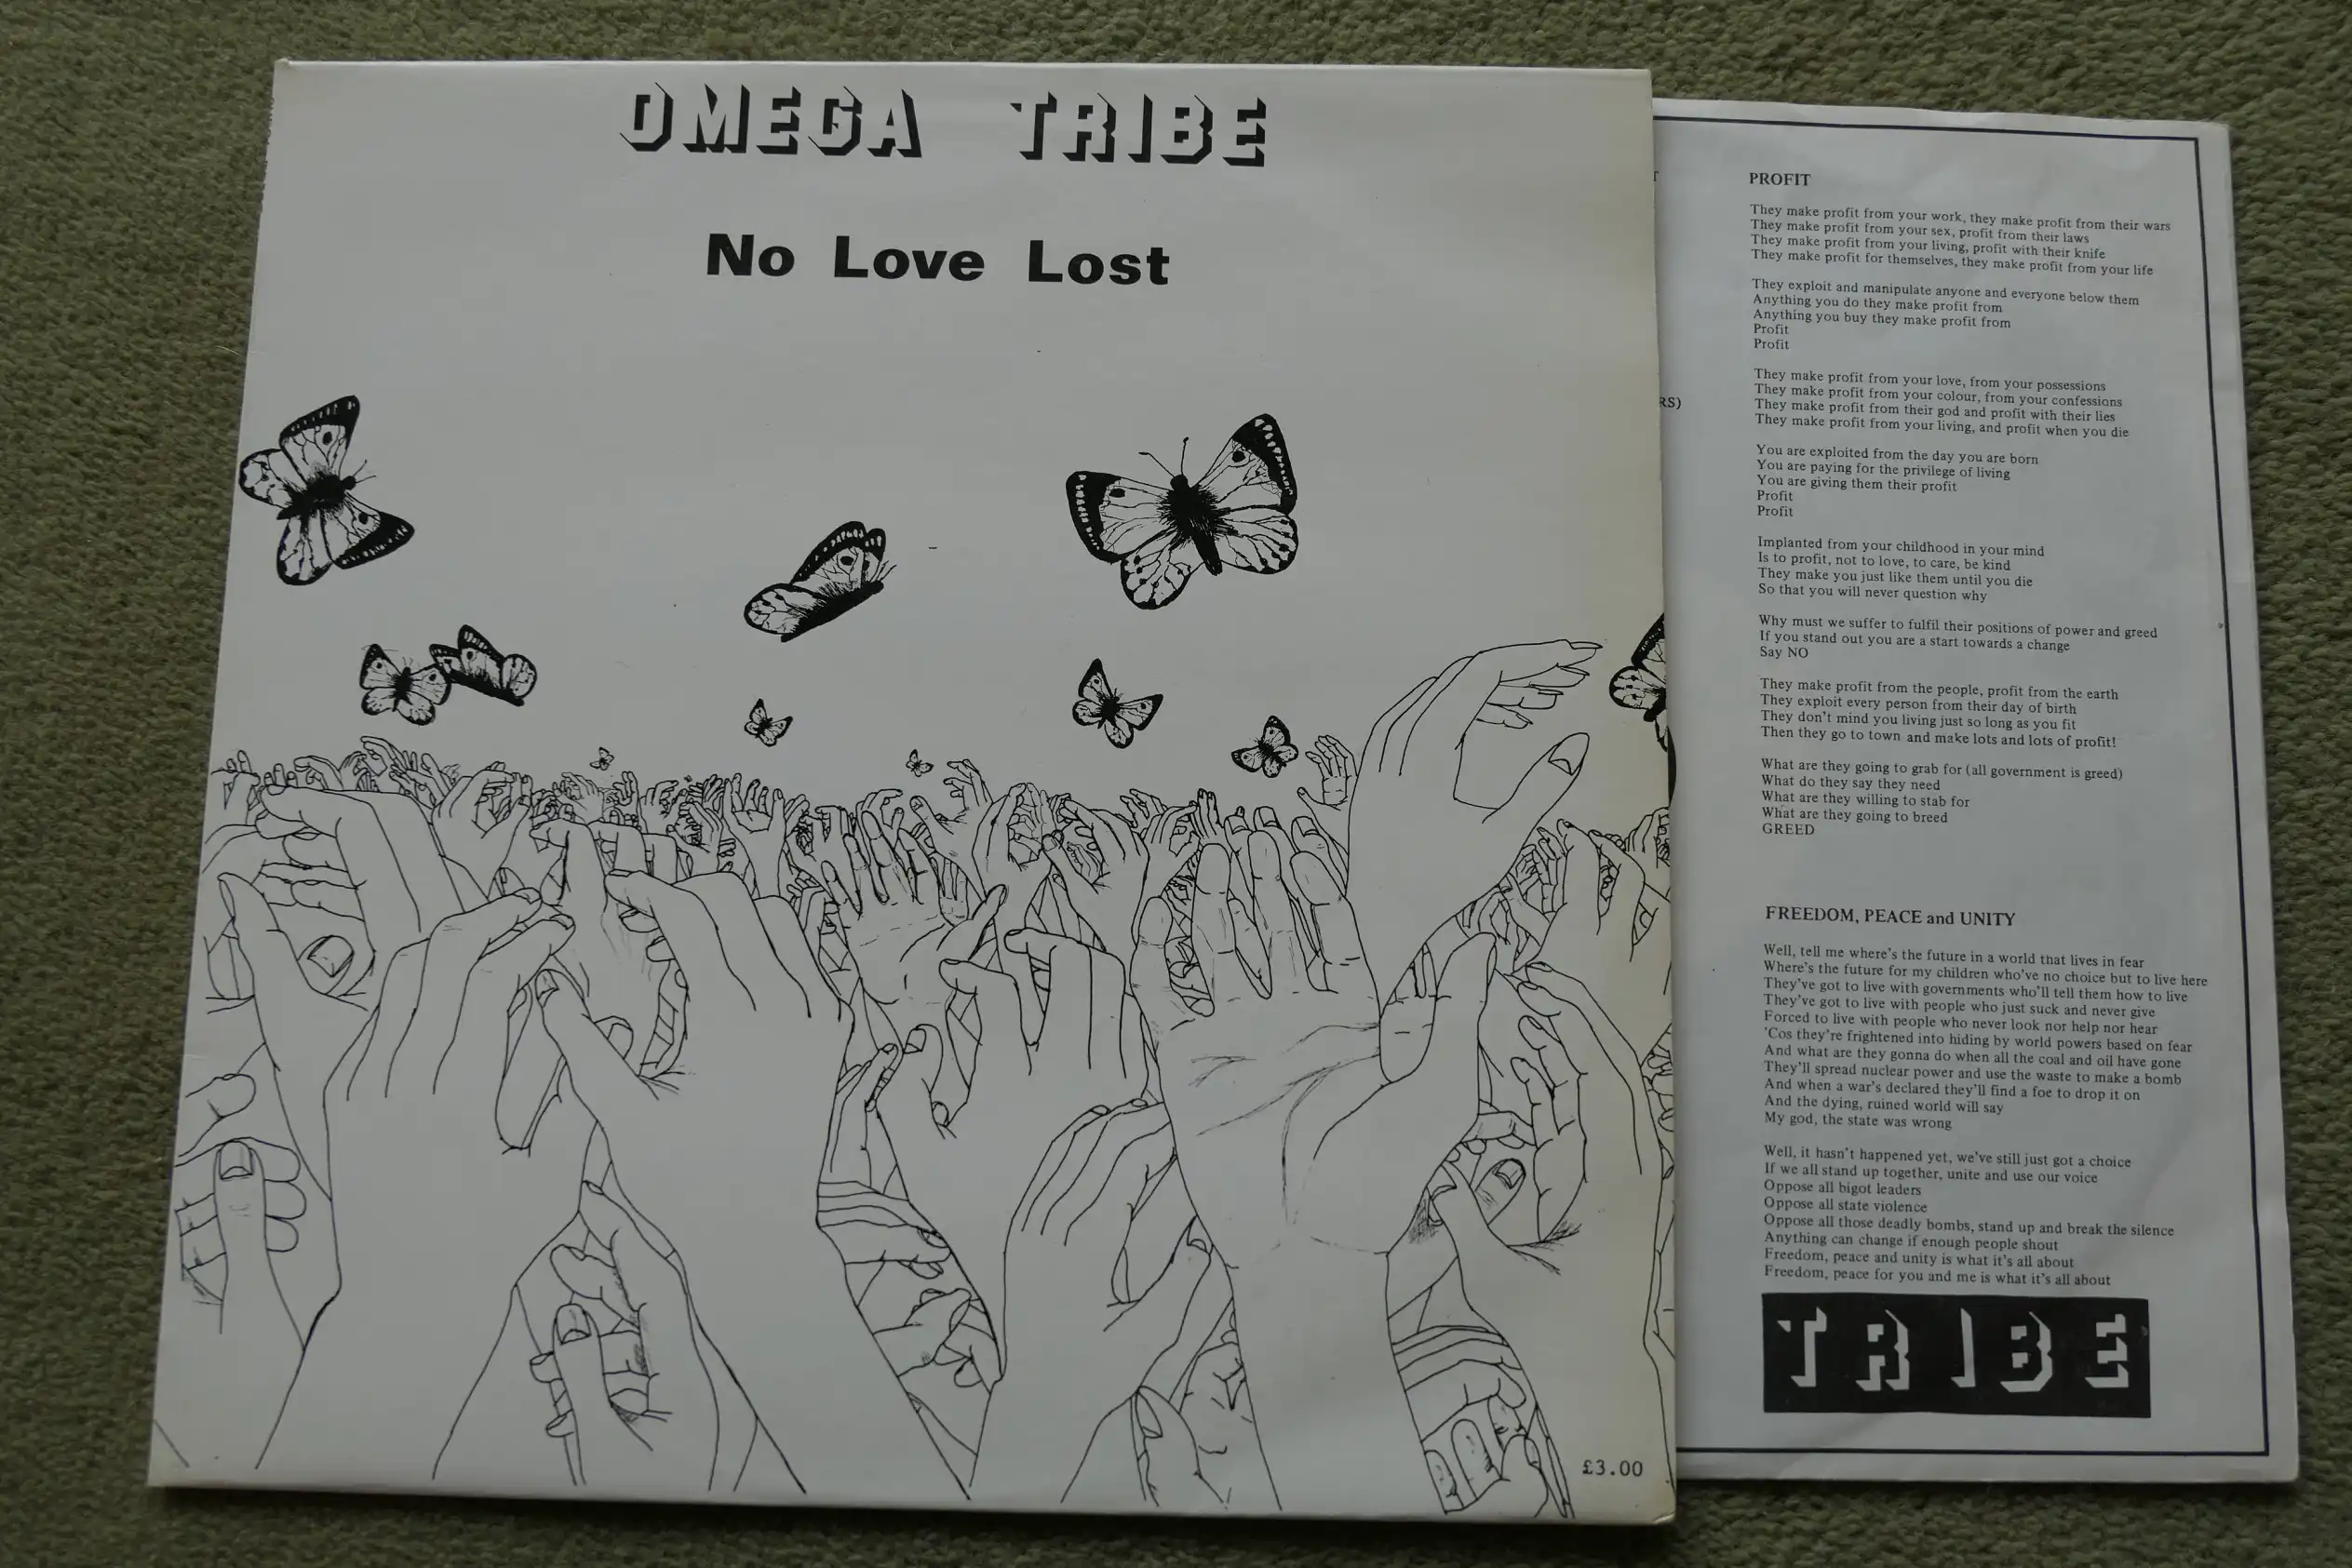 OMEGA TRIBE
No Love Lost
£3.00
T
RS)
PROFIT
They make profit from your work, they make profit from their wars
They make profit from your sex, profit from their laws
They make profit from your living, profit with their knife
They make profit for themselves, they make profit from your life
They exploit and manipulate anyone and everyone below them
Anything you do they make profit from
Anything you buy they make profit from
Profit
Profit
They make profit from your love, from your possessions
They make profit from your colour, from your confessions
They make profit from their god and profit with their lies
They make profit from your living, and profit when you die
You are exploited from the day you are born
You are paying for the privilege of living
You are giving them their profit
Profit
Profit
Implanted from your childhood in your mind
Is to profit, not to love, to care, be kind
They make you just like them until you die
So that you will never question why
Why must we suffer to fulfil their positions of power and greed
If you stand out you are a start towards a change
Say NO
They make profit from the people, profit from the earth
They exploit every person from their day of birth
They don't mind you living just so long as you fit
Then they go to town and make lots and lots of profit!
What are they going to grab for (all government is greed)
What do they say they need
What are they willing to stab for
What are they going to breed
GREED
FREEDOM, PEACE and UNITY
Well, tell me where's the future in a world that lives in fear
Where's the future for my children who've no choice but to live here
They've got to live with governments who'll tell them how to live
They've got to live with people who just suck and never give
Forced to live with people who never look nor help nor hear
'Cos they're frightened into hiding by world powers based on fear
And what are they gonna do when all the coal and oil have gone
They'll spread nuclear power and use the waste to make a bomb
And when a war's declared they'll find a foe to drop it on
And the dying, ruined world will say
My god, the state was wrong
Well, it hasn't happened yet, we've still just got a choice
If we all stand up together, unite and use our voice
Oppose all bigot leaders
Oppose all state violence
Oppose all those deadly bombs, stand up and break the silence
Anything can change if enough people shout
Freedom, peace and unity is what it's all about
Freedom, peace for you and me is what it's all about
TRIBE